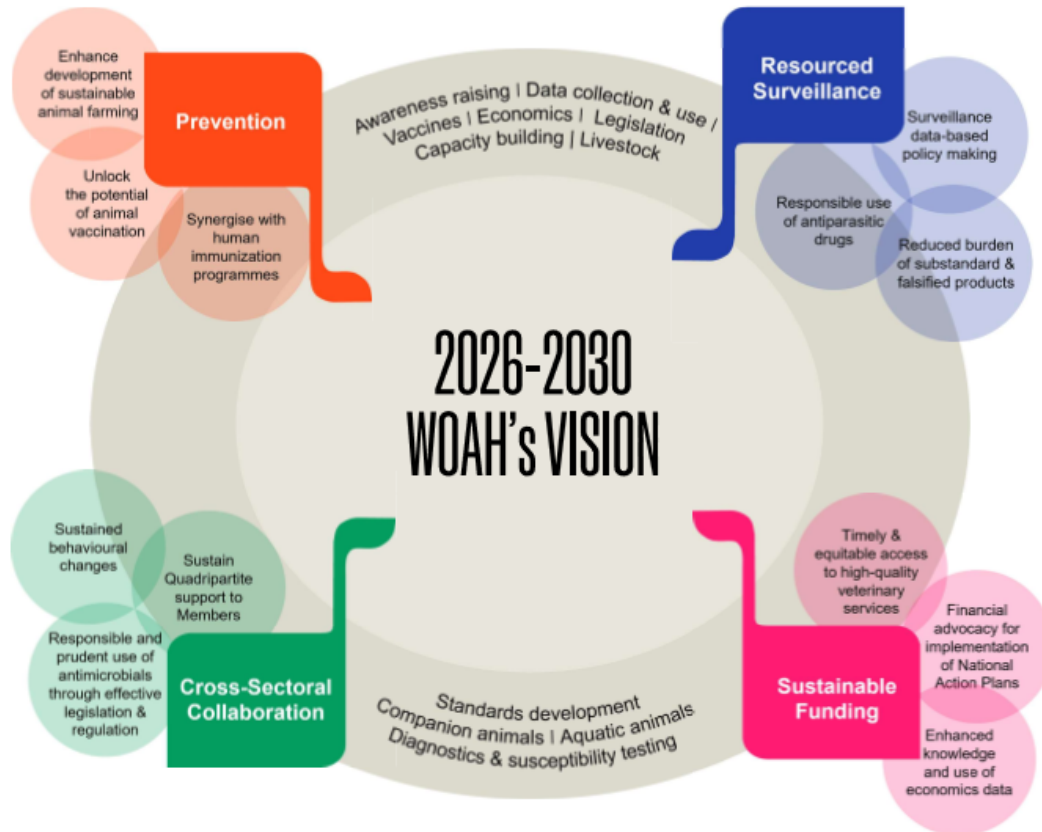 Enhance
development
of sustainable
animal farming
Prevention
Unlock
the potential
of animal
vaccination
Synergise with
human
immunization
programmes
Awareness raising | Data collection & use |
Vaccines | Economics | Legislation
Capacity building | Livestock
Resourced
Surveillance
Surveillance
data-based
policy making
Responsible use
of antiparasitic
drugs
Reduced burden
of substandard &
falsified products
2026-2030
WOAH's VISION
Sustained
behavioural
changes
Sustain
Quadripartite
support to
Members
Responsible and
prudent use of
antimicrobials
through effective
legislation &
regulation
Cross-Sectoral
Collaboration
Standards development
Companion animals | Aquatic animals
Diagnostics & susceptibility testing
Timely &
equitable access
to high-quality
veterinary
services
Financial
advocacy for
implementation
of National
Action Plans
Sustainable
Funding
Enhanced
knowledge
and use of
economics data